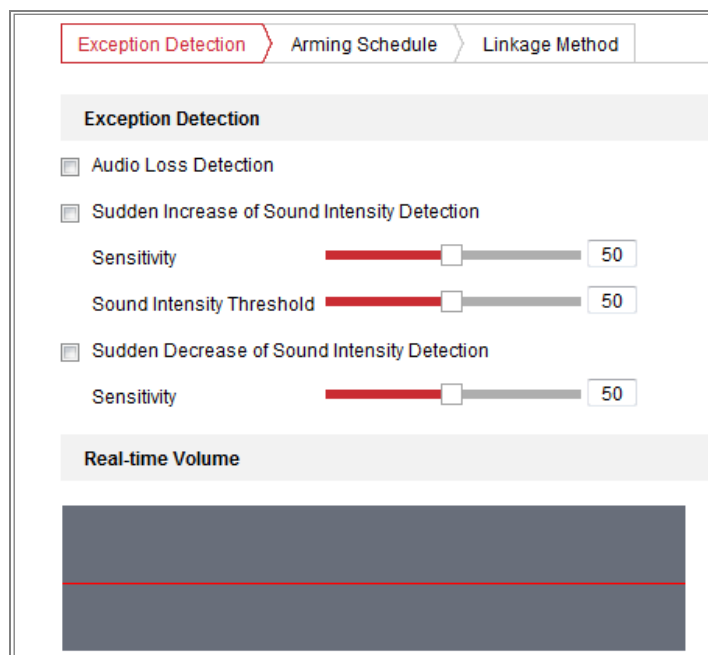 Exception Detection Arming Schedule Linkage Method
Exception Detection
Audio Loss Detection
Sudden Increase of Sound Intensity Detection
Sensitivity 50
Sound Intensity Threshold 50
Sudden Decrease of Sound Intensity Detection
Sensitivity 50
Real-time Volume